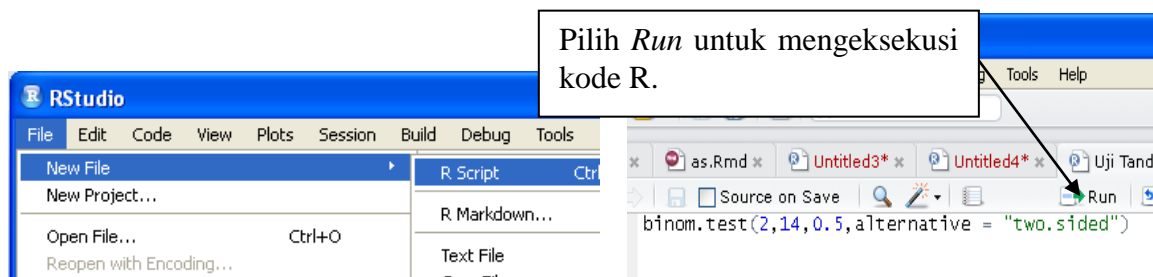 Pilih Run untuk mengeksekusi
kode R.
RStudio
File Edit Code View Plots Session Build Debug Tools
New File
New Project...
Open File... Ctrl+O
Reopen with Encoding...
R Script
R Markdown...
Text File
Tools Help
as.Rmd Untitled3* Untitled4* Uji Tand
Source on Save Run
binom.test(2,14,0.5,alternative = "two.sided")